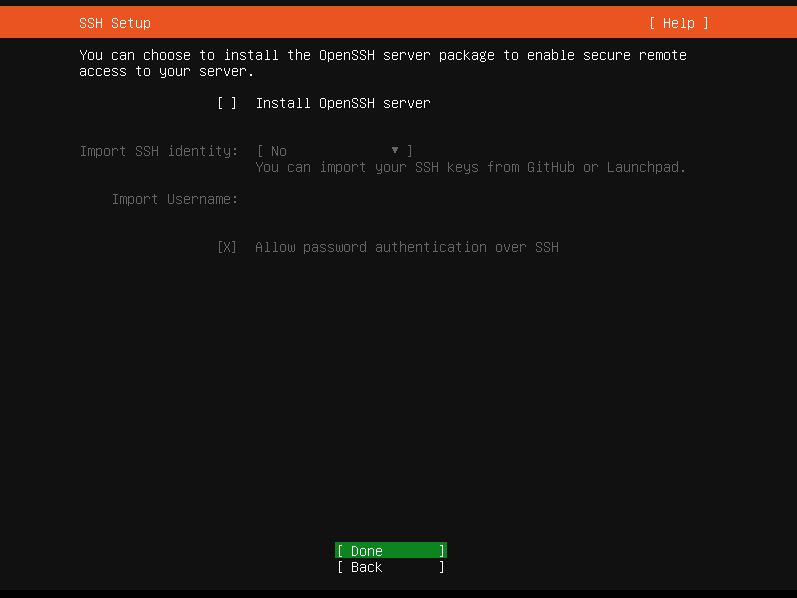 SSH Setup [ Help ]
You can choose to install the OpenSSH server package to enable secure remote
access to your server.
[ ] Install OpenSSH server
Import SSH identity: [ No ▾ ]
You can import your SSH keys from GitHub or Launchpad.
Import Username:
[X] Allow password authentication over SSH
[ Done ]
[ Back ]